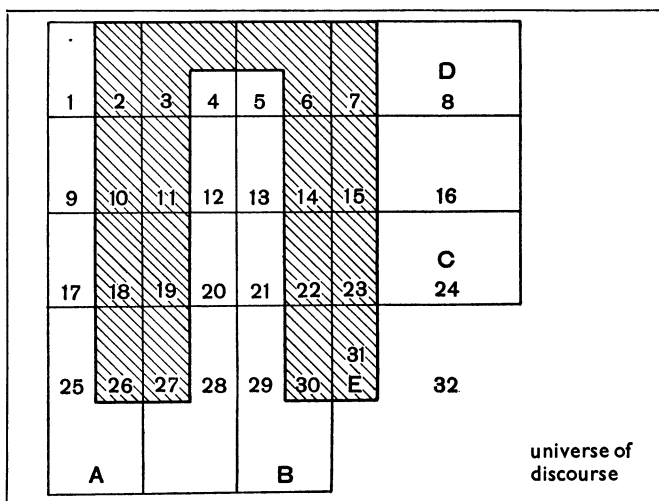 D
1 2 3 4 5 6 7 8
9 10 11 12 13 14 15 16
C
17 18 19 20 21 22 23 24
31
25 26 27 28 29 30 E 32
A B
universe of
discourse